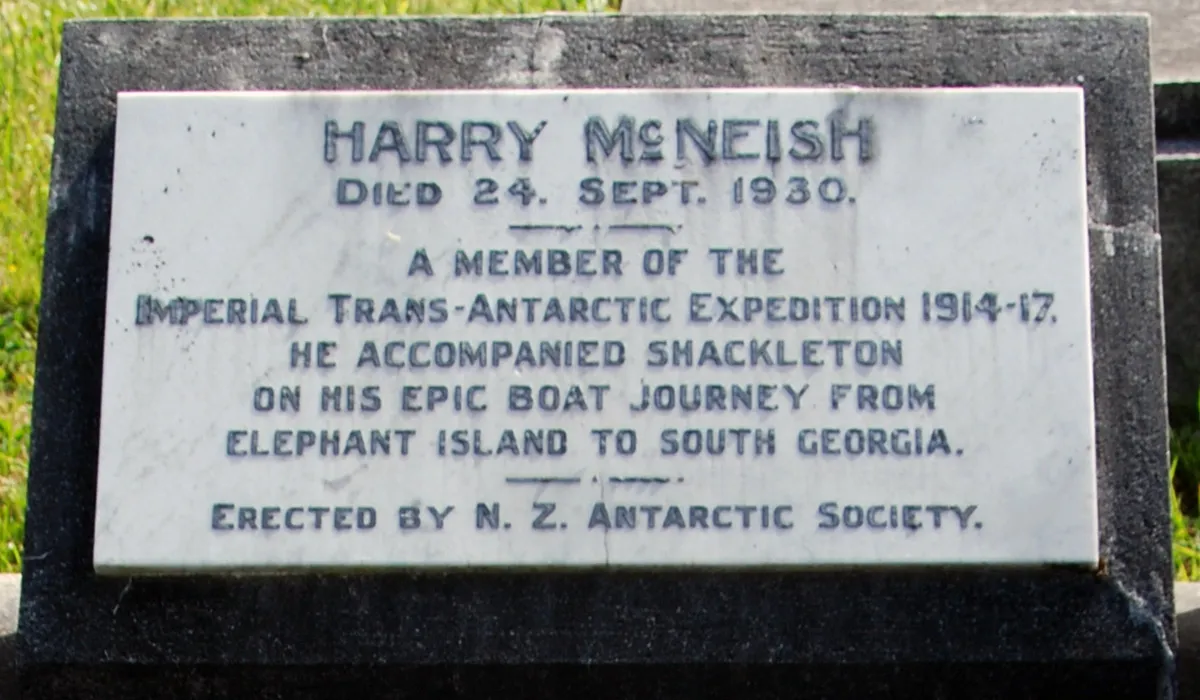 HARRY McNEISH
DIED 24. SEPT. 1930.
A MEMBER OF THE
IMPERIAL TRANS-ANTARCTIC EXPEDITION 1914-17.
HE ACCOMPANIED SHACKLETON
ON HIS EPIC BOAT JOURNEY FROM
ELEPHANT ISLAND TO SOUTH GEORGIA.
ERECTED BY N. Z. ANTARCTIC SOCIETY.